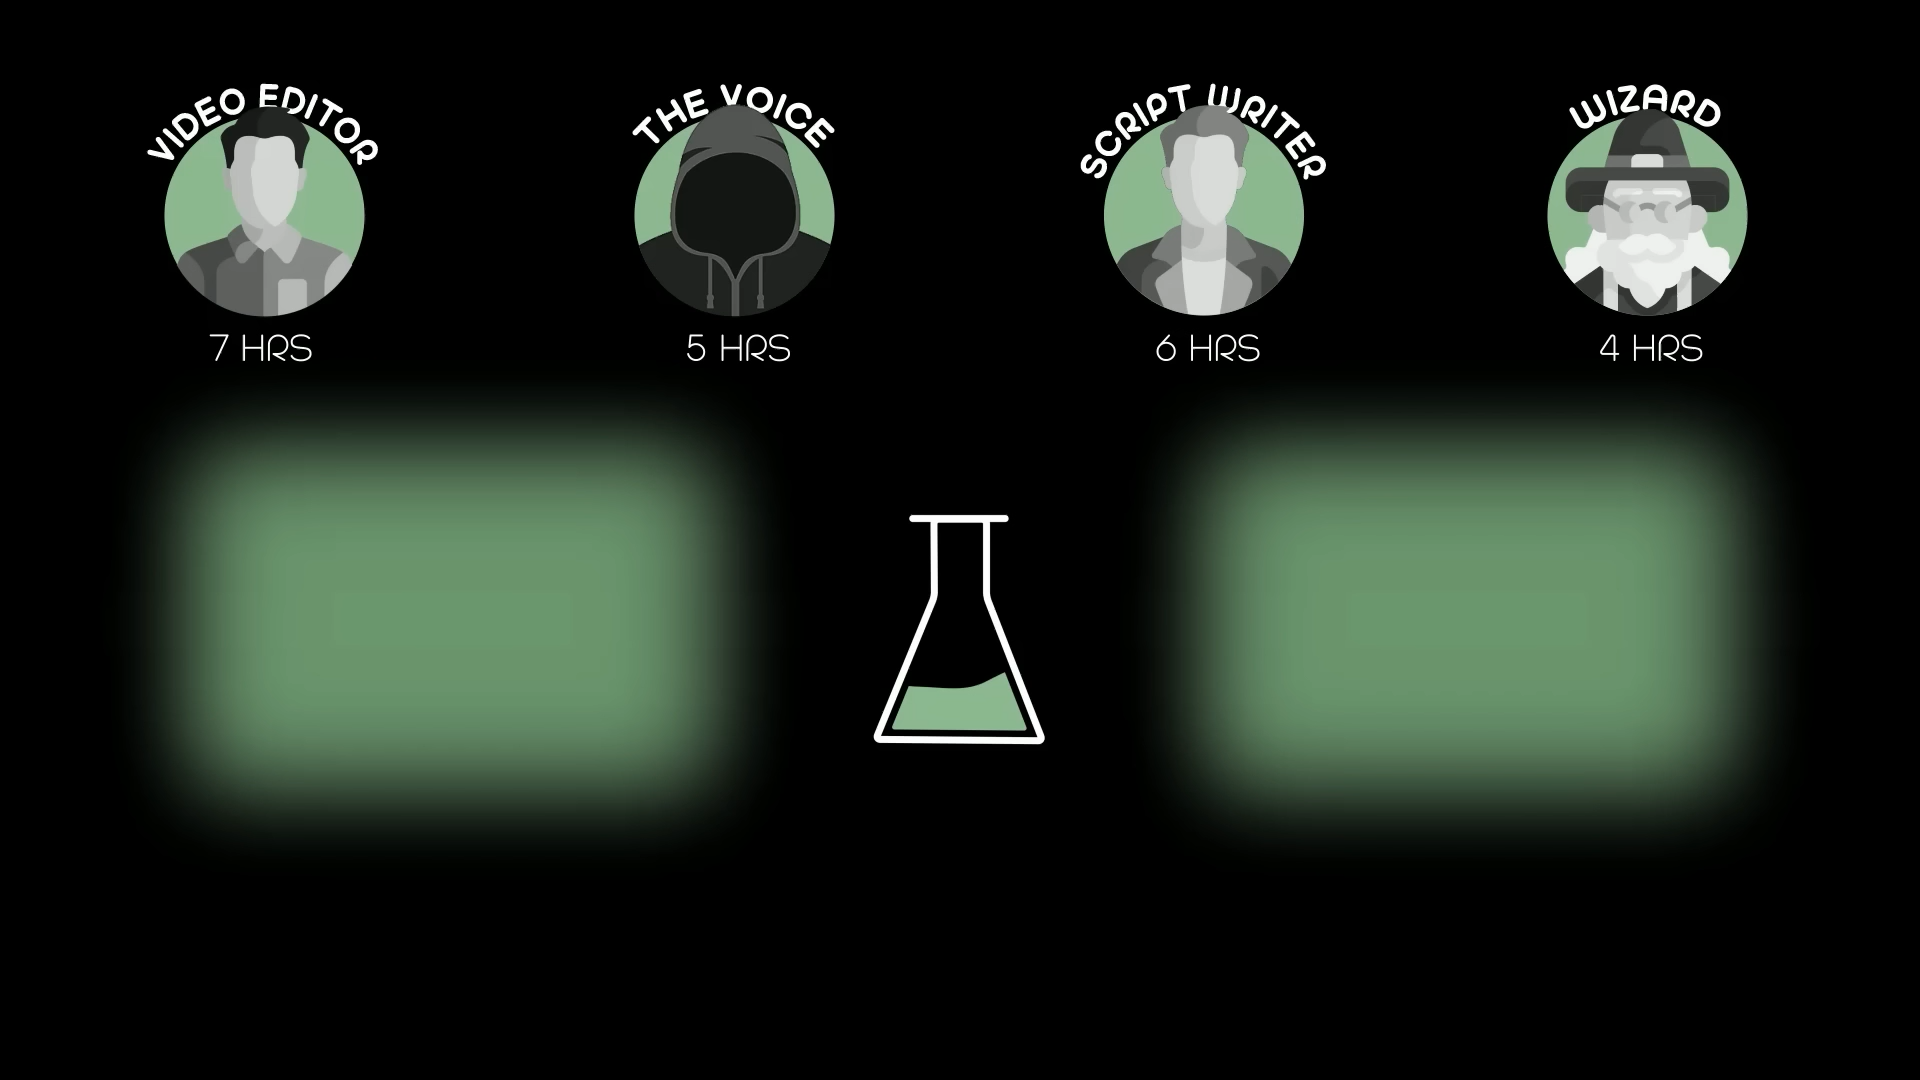 VIDEO EDITOR
THE VOICE
SCRIPT WRITER
WIZARD
7 HRS
5 HRS
6 HRS
4 HRS